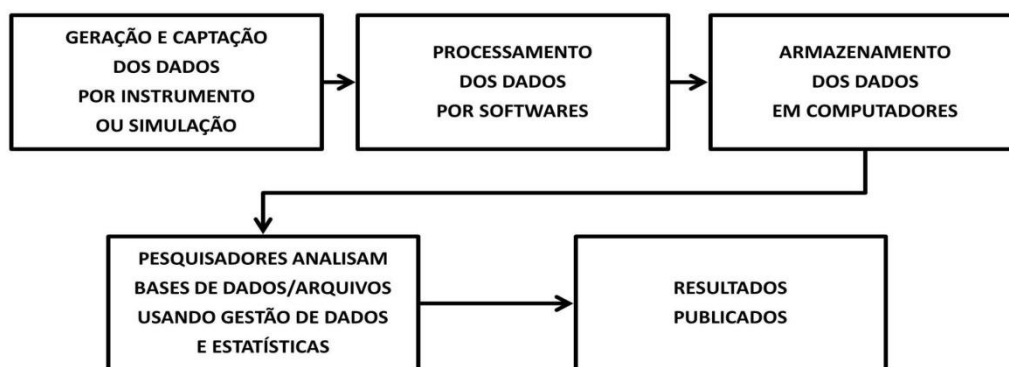 GERAÇÃO E CAPTAÇÃO
DOS DADOS
POR INSTRUMENTO
OU SIMULAÇÃO
PROCESSAMENTO
DOS DADOS
POR SOFTWARES
ARMAZENAMENTO
DOS DADOS
EM COMPUTADORES
PESQUISADORES ANALISAM
BASES DE DADOS/ARQUIVOS
USANDO GESTÃO DE DADOS
E ESTATÍSTICAS
RESULTADOS
PUBLICADOS